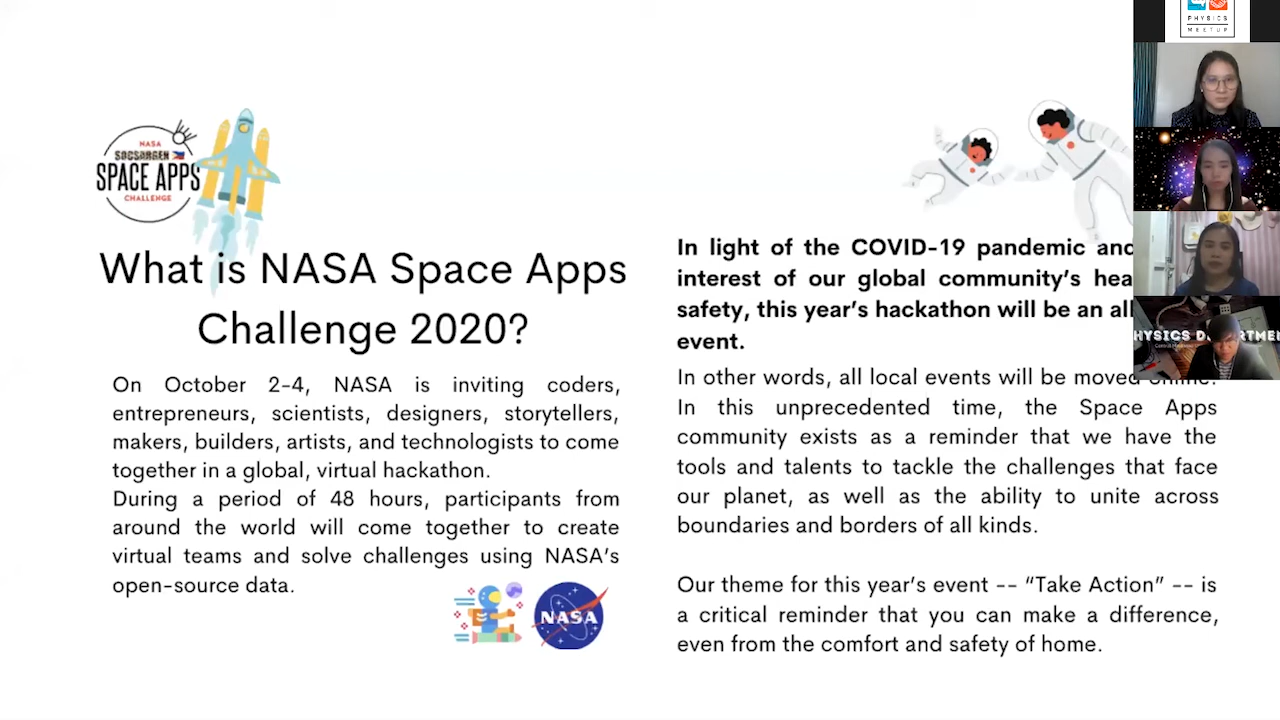 PHYSICS
MEETUP
NASA
SOCSARGEN
SPACE APPS
CHALLENGE
What is NASA Space Apps
Challenge 2020?
On October 2-4, NASA is inviting coders,
entrepreneurs, scientists, designers, storytellers,
makers, builders, artists, and technologists to come
together in a global, virtual hackathon.
During a period of 48 hours, participants from
around the world will come together to create
virtual teams and solve challenges using NASA’s
open-source data.
NASA
In light of the COVID-19 pandemic and
interest of our global community’s hea
safety, this year’s hackathon will be an all
event.
In other words, all local events will be moved online.
In this unprecedented time, the Space Apps
community exists as a reminder that we have the
tools and talents to tackle the challenges that face
our planet, as well as the ability to unite across
boundaries and borders of all kinds.
Our theme for this year’s event -- “Take Action” -- is
a critical reminder that you can make a difference,
even from the comfort and safety of home.